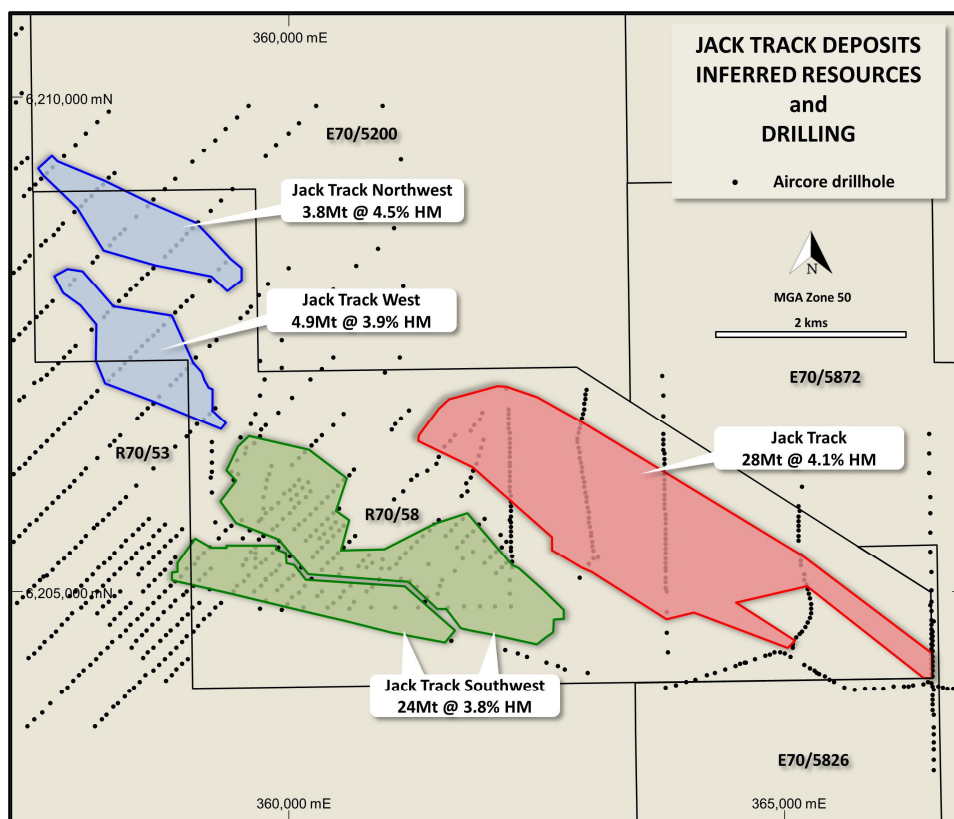 360,000 mE
JACK TRACK DEPOSITS
INFERRED RESOURCES
and
DRILLING
Aircore drillhole
6,210,000 mN
E70/5200
Jack Track Northwest
3.8Mt @ 4.5% HM
N
MGA Zone 50
2 kms
Jack Track West
4.9Mt @ 3.9% HM
E70/5872
Jack Track
28Mt @ 4.1% HM
R70/53
R70/58
6,205,000 mN
Jack Track Southwest
24Mt @ 3.8% HM
E70/5826
360,000 mE
365,000 mE